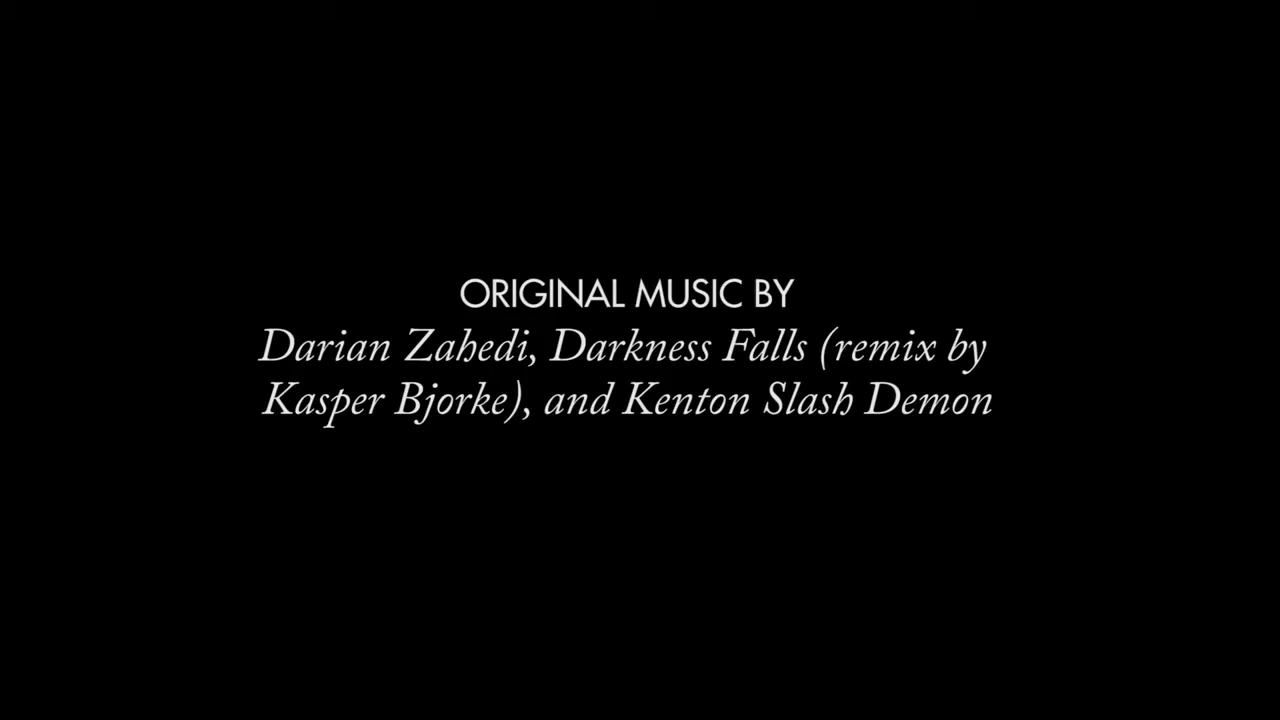 ORIGINAL MUSIC BY
Darian Zahedi, Darkness Falls (remix by
Kasper Bjorke), and Kenton Slash Demon